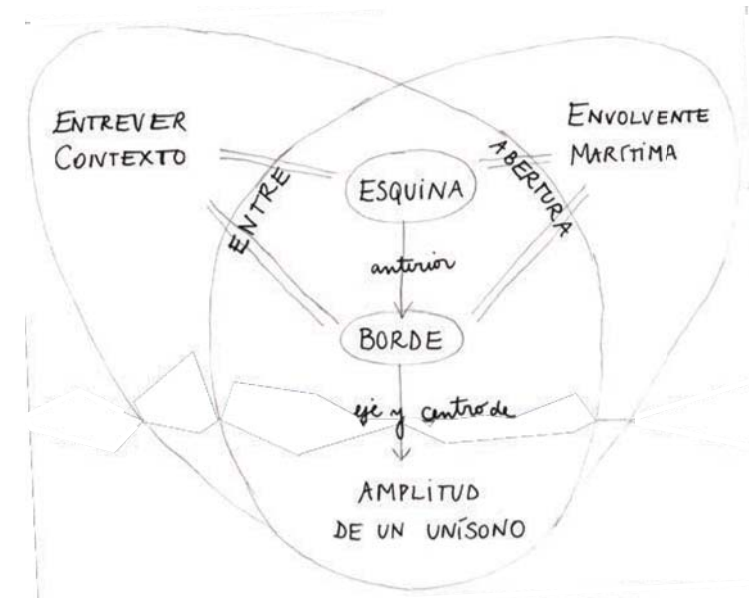 ENTREVER
CONTEXTO
ENVOLVENTE
MARÍTIMA
ENTRE
ABERTURA
ESQUINA
anterior
BORDE
eje y centro de
AMPLITUD
DE UN UNÍSONO